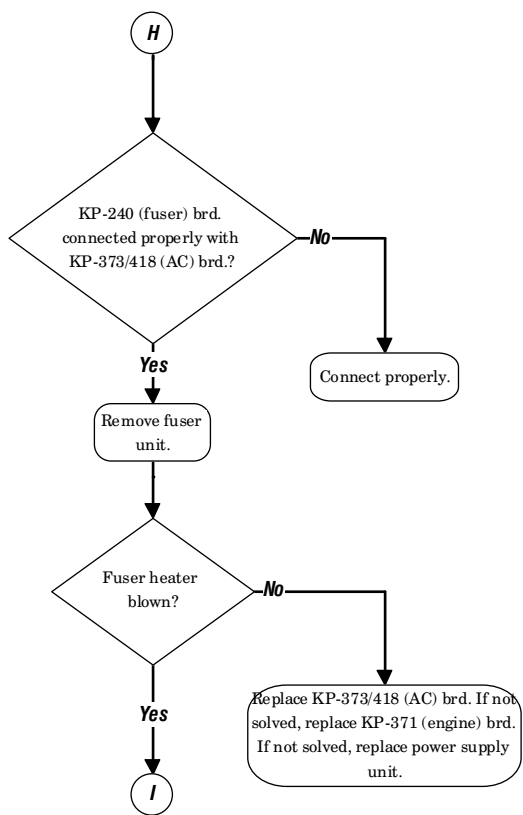 H
KP-240 (fuser) brd.
connected properly with
KP-373/418 (AC) brd.?
No
Yes
Connect properly.
Remove fuser
unit.
Fuser heater
blown?
No
Yes
Replace KP-373/418 (AC) brd. If not
solved, replace KP-371 (engine) brd.
If not solved, replace power supply
unit.
I